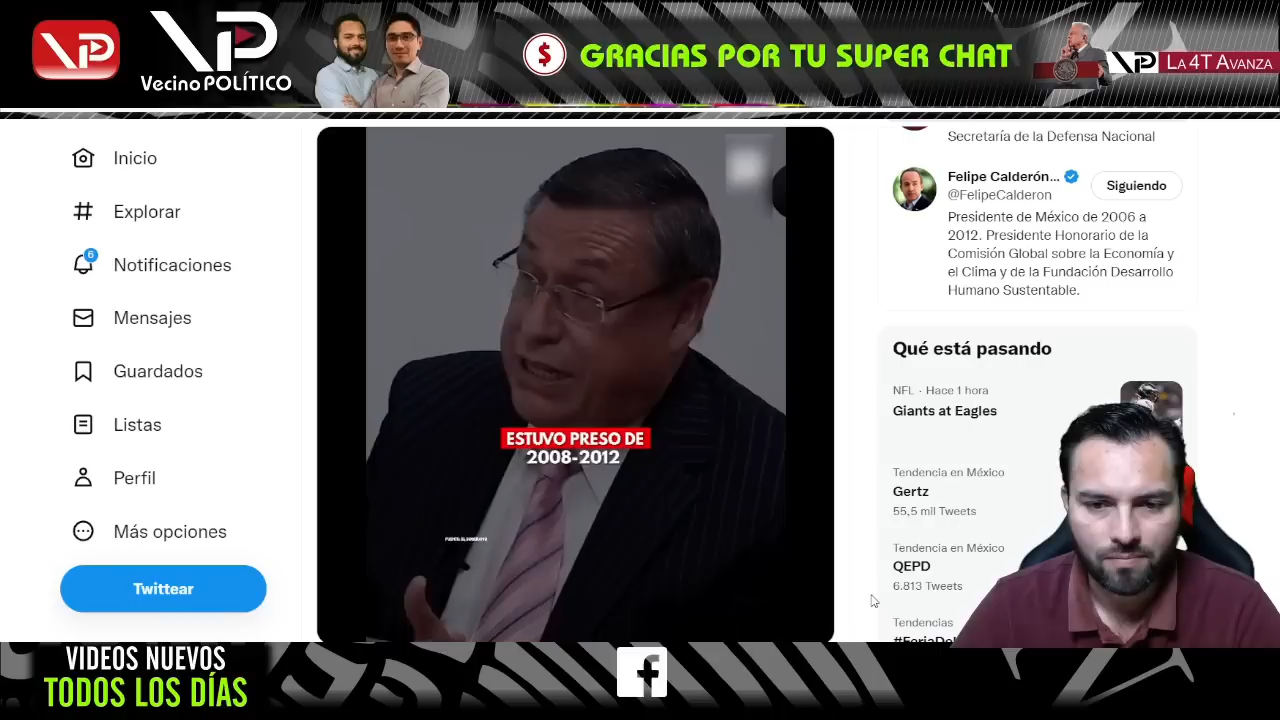 VP
VP
Vecino POLÍTICO
$
GRACIAS POR TU SUPER CHAT
VP
LA 4T AVANZA
Inicio
Explorar
6
Notificaciones
Mensajes
Guardados
Listas
Perfil
Más opciones
Twittear
ESTUVO PRESO DE
2008-2012
Secretaría de la Defensa Nacional
Felipe Calderón...
@FelipeCalderon
Siguiendo
Presidente de México de 2006 a
2012. Presidente Honorario de la
Comisión Global sobre la Economía y
el Clima y de la Fundación Desarrollo
Humano Sustentable.
Qué está pasando
NFL · Hace 1 hora
Giants at Eagles
Tendencia en México
Gertz
55,5 mil Tweets
Tendencia en México
QEPD
6.813 Tweets
Tendencias
VIDEOS NUEVOS
TODOS LOS DÍAS